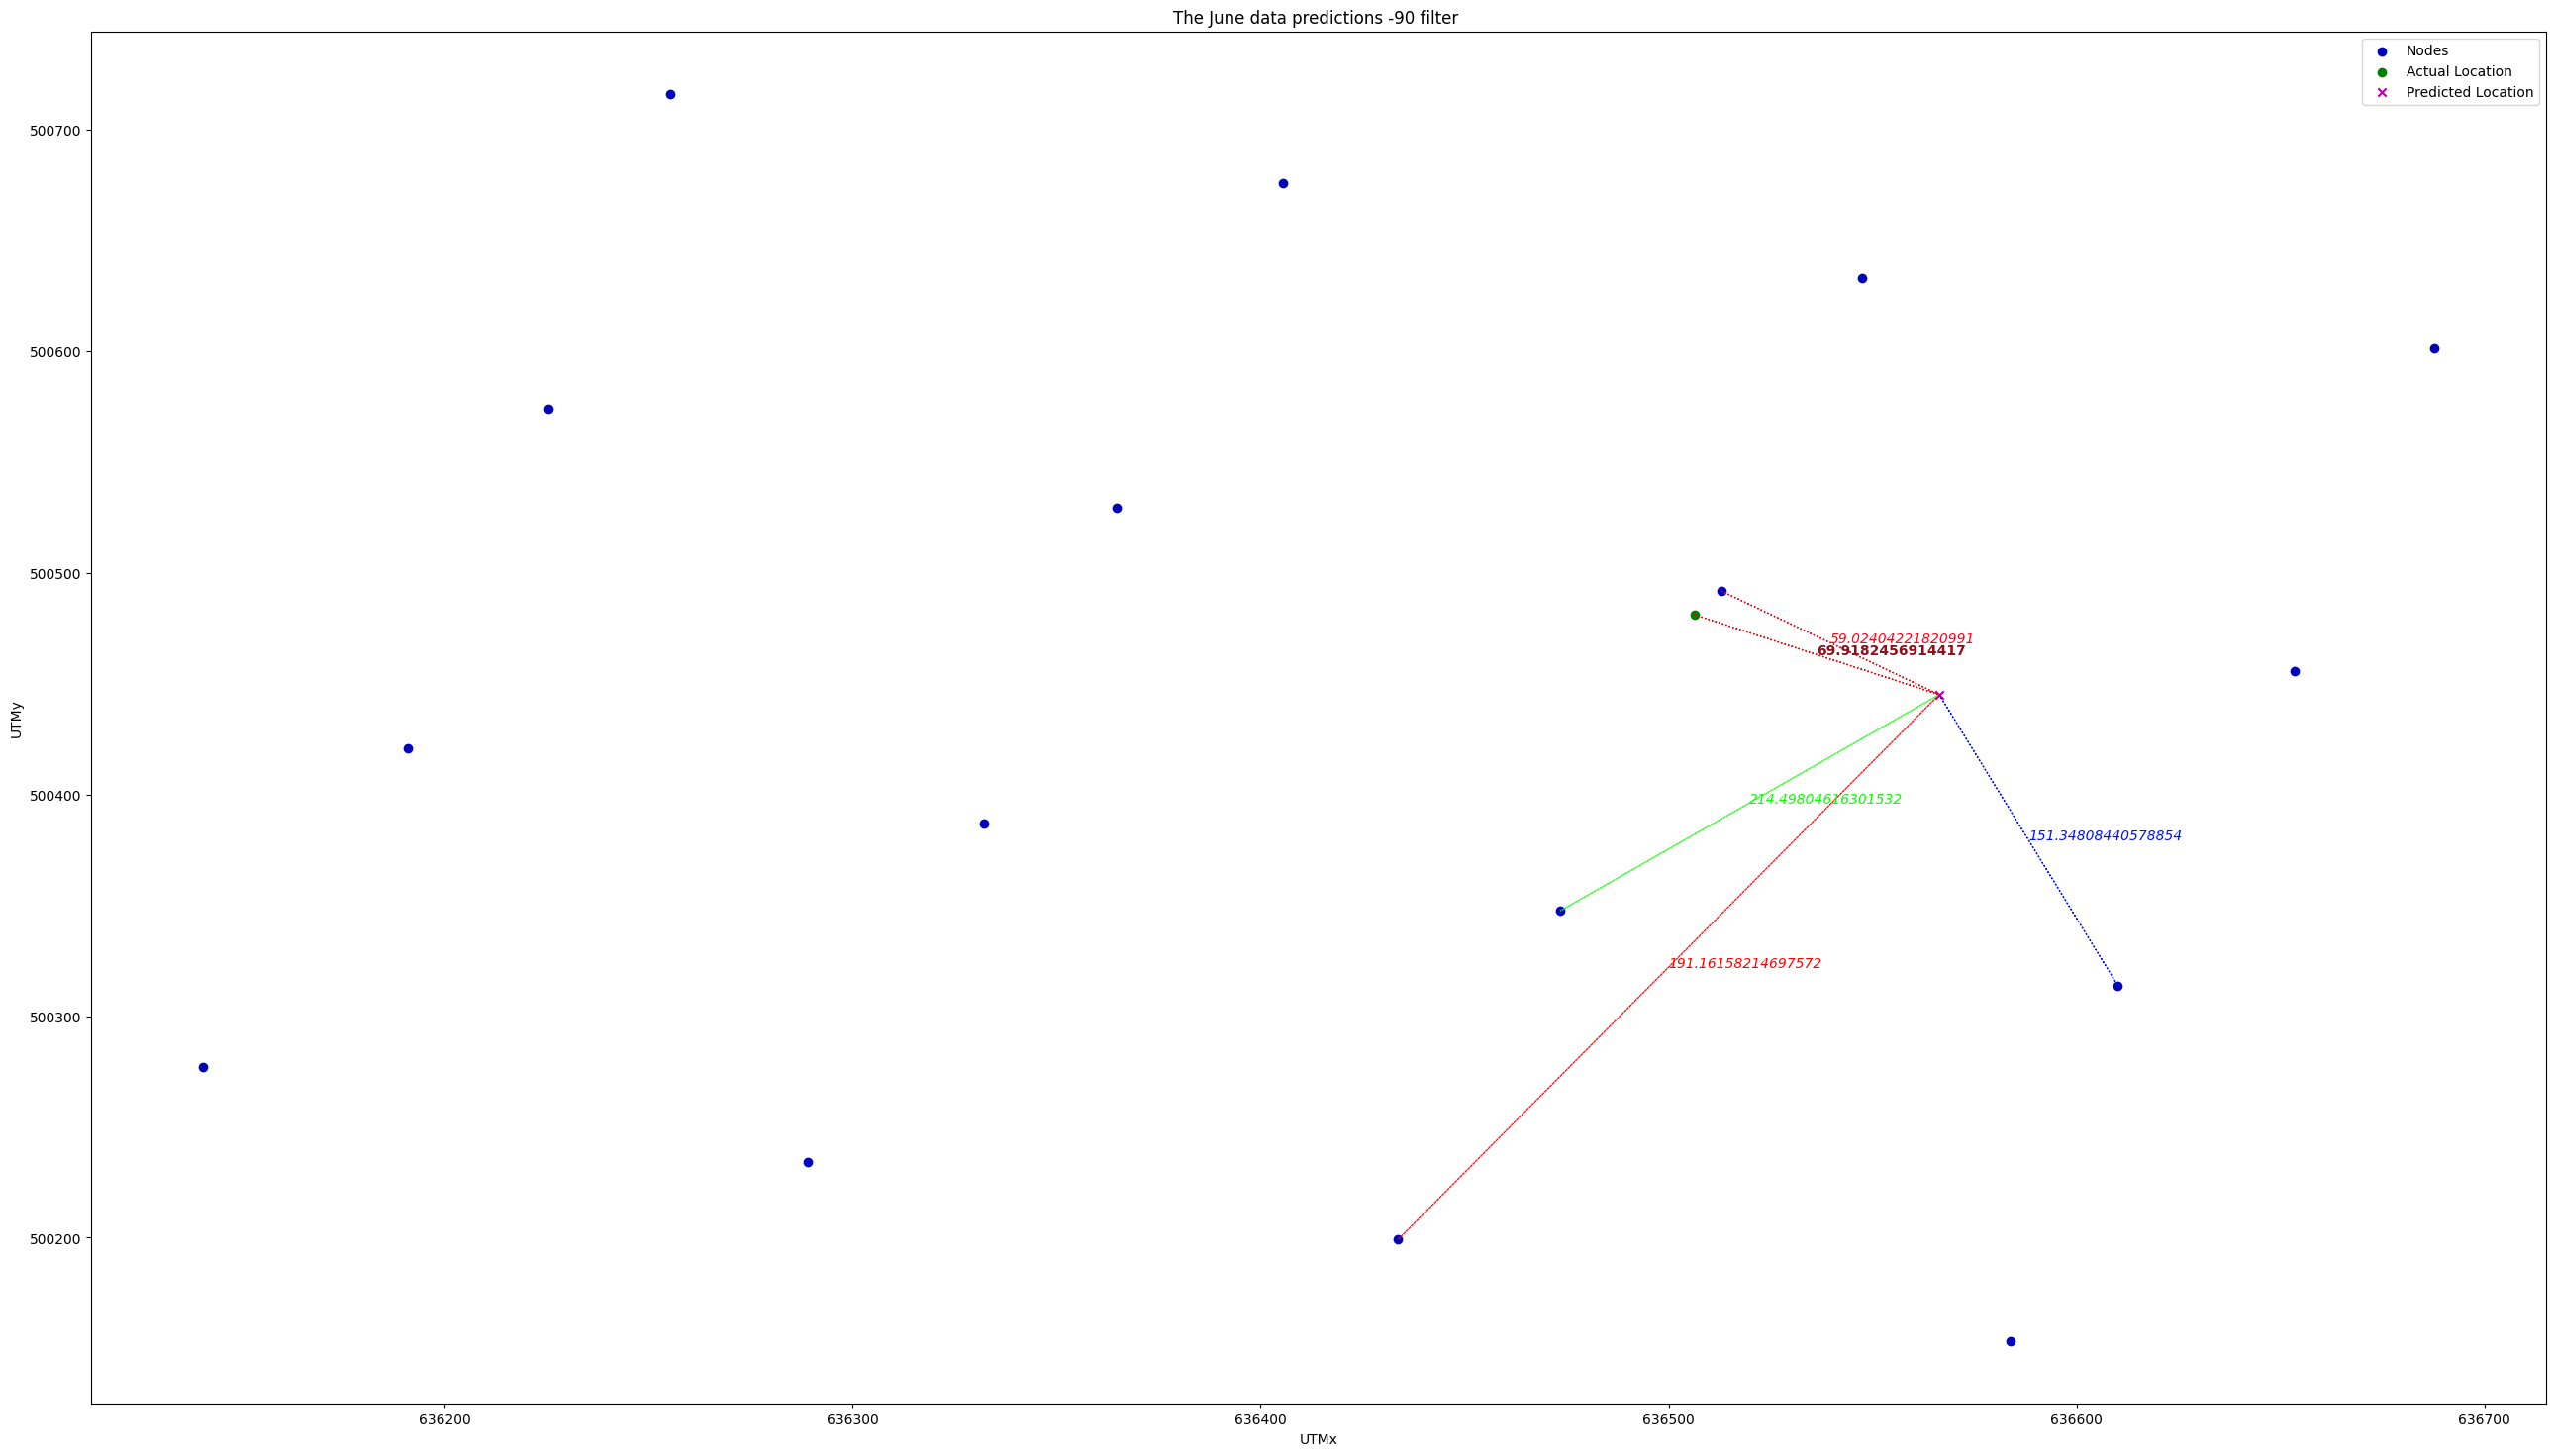 The June data predictions -90 filter
Nodes
Actual Location
Predicted Location
500700
500600
500500
500400
500300
500200
UTMy
59.02404221820991
69.9182456914417
214.49804616301532
151.34808440578854
191.16158214697572
636200
636300
636400
636500
636600
636700
UTMx